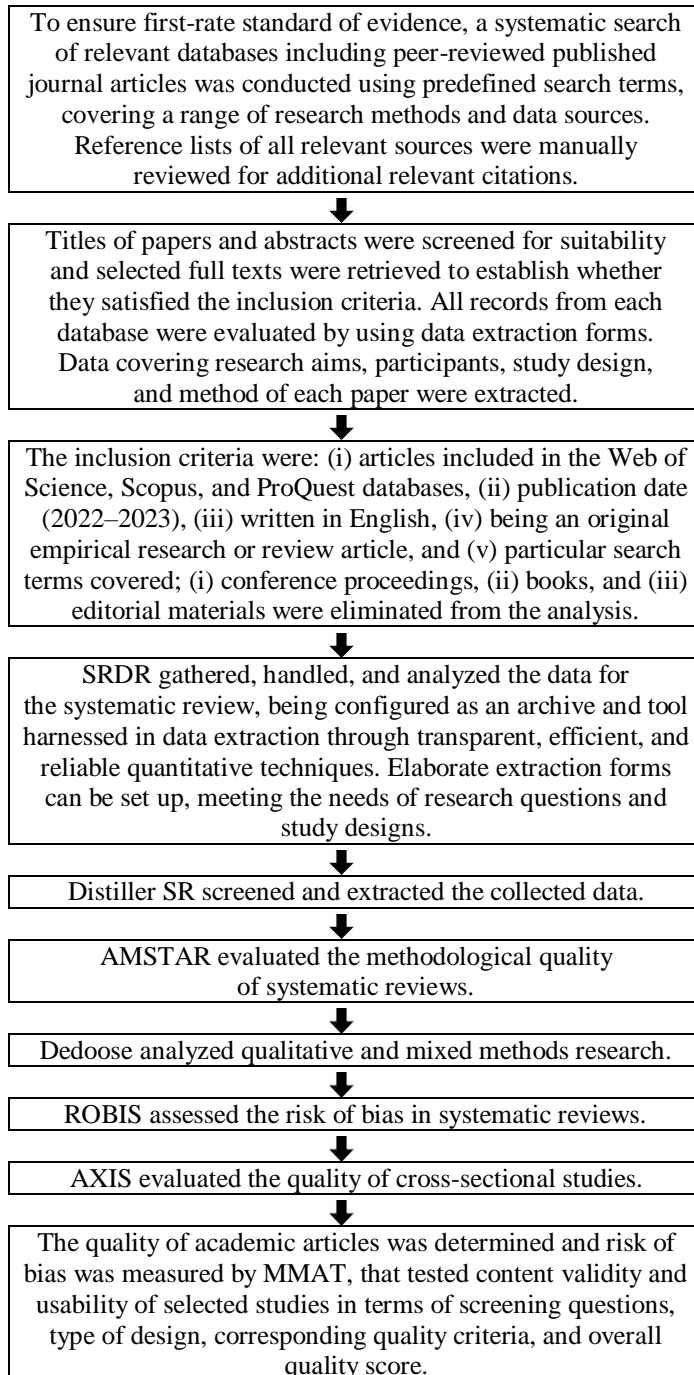 To ensure first-rate standard of evidence, a systematic search
of relevant databases including peer-reviewed published
journal articles was conducted using predefined search terms,
covering a range of research methods and data sources.
Reference lists of all relevant sources were manually
reviewed for additional relevant citations.
Titles of papers and abstracts were screened for suitability
and selected full texts were retrieved to establish whether
they satisfied the inclusion criteria. All records from each
database were evaluated by using data extraction forms.
Data covering research aims, participants, study design,
and method of each paper were extracted.
The inclusion criteria were: (i) articles included in the Web of
Science, Scopus, and ProQuest databases, (ii) publication date
(2022–2023), (iii) written in English, (iv) being an original
empirical research or review article, and (v) particular search
terms covered; (i) conference proceedings, (ii) books, and (iii)
editorial materials were eliminated from the analysis.
SRDR gathered, handled, and analyzed the data for
the systematic review, being configured as an archive and tool
harnessed in data extraction through transparent, efficient, and
reliable quantitative techniques. Elaborate extraction forms
can be set up, meeting the needs of research questions and
study designs.
Distiller SR screened and extracted the collected data.
AMSTAR evaluated the methodological quality
of systematic reviews.
Dedoose analyzed qualitative and mixed methods research.
ROBIS assessed the risk of bias in systematic reviews.
AXIS evaluated the quality of cross-sectional studies.
The quality of academic articles was determined and risk of
bias was measured by MMAT, that tested content validity and
usability of selected studies in terms of screening questions,
type of design, corresponding quality criteria, and overall
quality score.